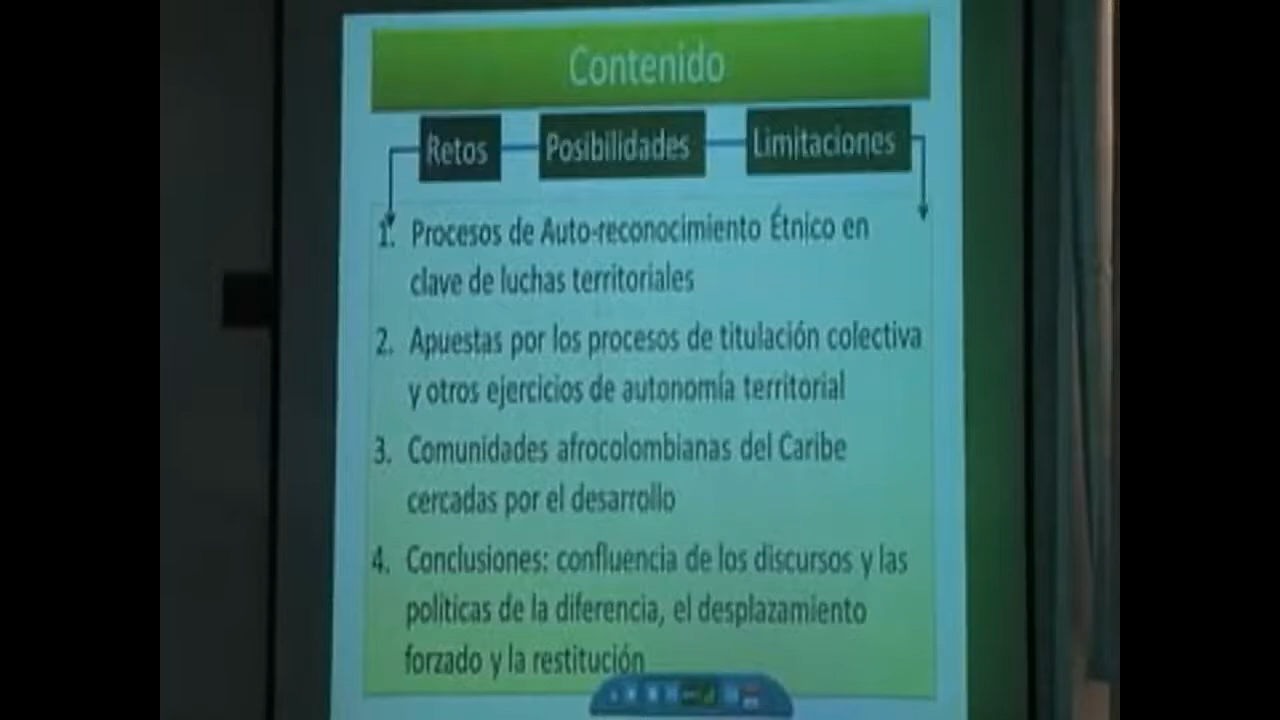 Contenido
Retos Posibilidades Limitaciones
1. Procesos de Auto-reconocimiento Étnico en
clave de luchas territoriales
2. Apuestas por los procesos de titulación colectiva
y otros ejercicios de autonomía territorial
3. Comunidades afrocolombianas del Caribe
cercadas por el desarrollo
4. Conclusiones: confluencia de los discursos y las
políticas de la diferencia, el desplazamiento
forzado y la restitución